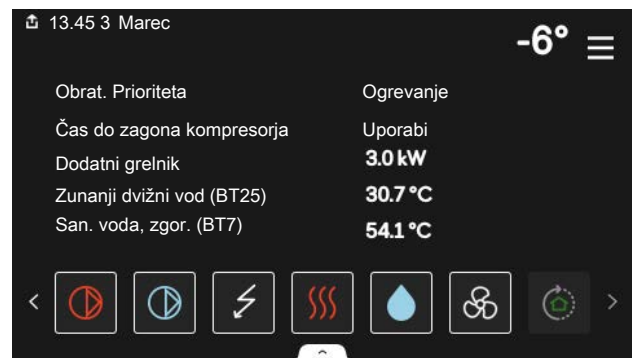 13.45 3 Marec
-6°
Obrat. Prioriteta Ogrevanje
Čas do zagona kompresorja Uporabi
Dodatni grelnik 3.0 kW
Zunanji dvižni vod (BT25) 30.7 °C
San. voda, zgor. (BT7) 54.1 °C